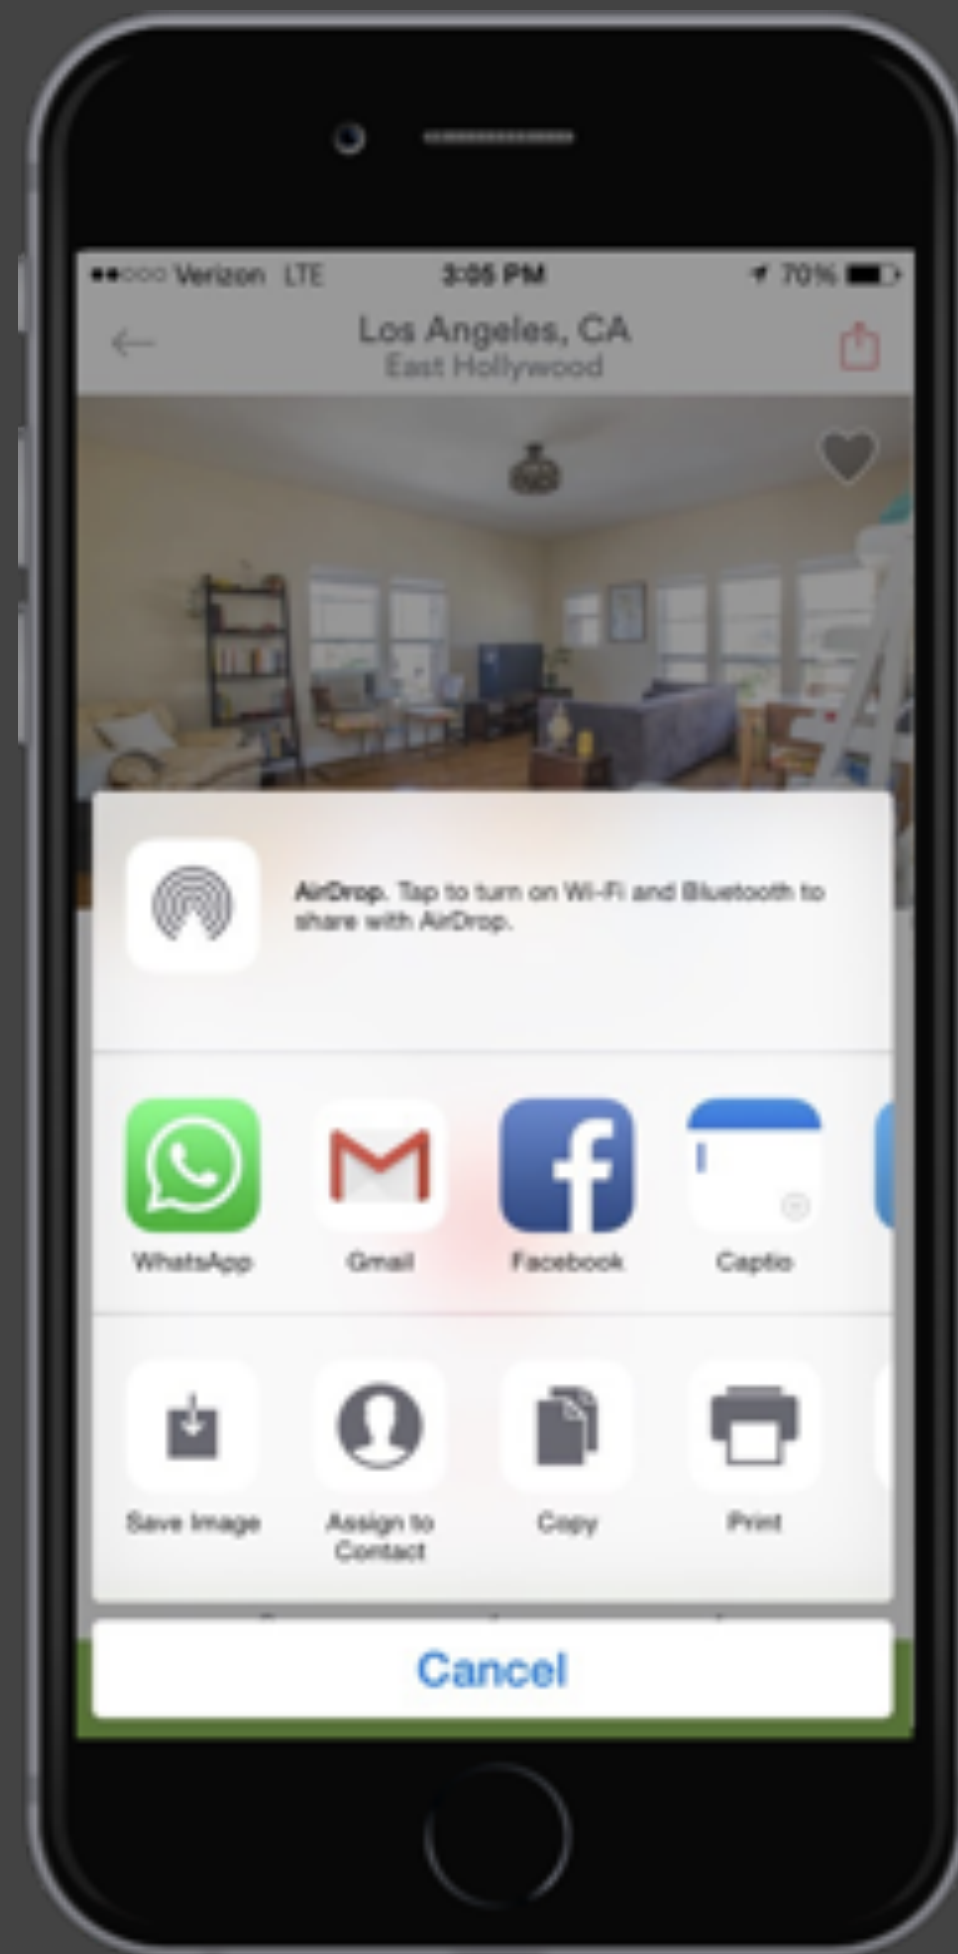 Verizon LTE 3:05 PM 70%
Los Angeles, CA
East Hollywood
AirDrop. Tap to turn on Wi-Fi and Bluetooth to
share with AirDrop.
WhatsApp Gmail Facebook Captio
Save Image Assign to Contact Copy Print
Cancel